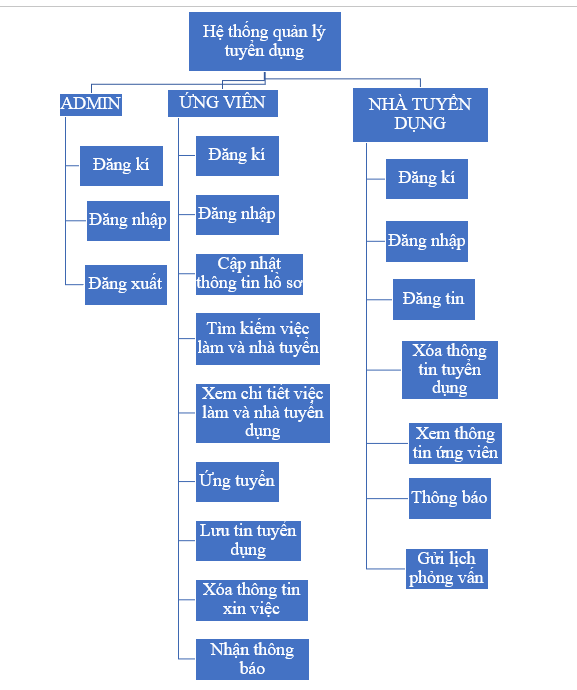 Hệ thống quản lý
tuyển dụng
ADMIN
Đăng kí
Đăng nhập
Đăng xuất
ỨNG VIÊN
Đăng kí
Đăng nhập
Cập nhật
thông tin hồ sơ
Tìm kiếm việc
làm và nhà tuyển
Xem chi tiết việc
làm và nhà tuyển
dụng
Ứng tuyển
Lưu tin tuyển
dụng
Xóa thông tin
xin việc
Nhận thông
báo
NHÀ TUYỂN
DỤNG
Đăng kí
Đăng nhập
Đăng tin
Xóa thông
tin tuyển
dụng
Xem thông
tin ứng viên
Thông báo
Gửi lịch
phỏng vấn